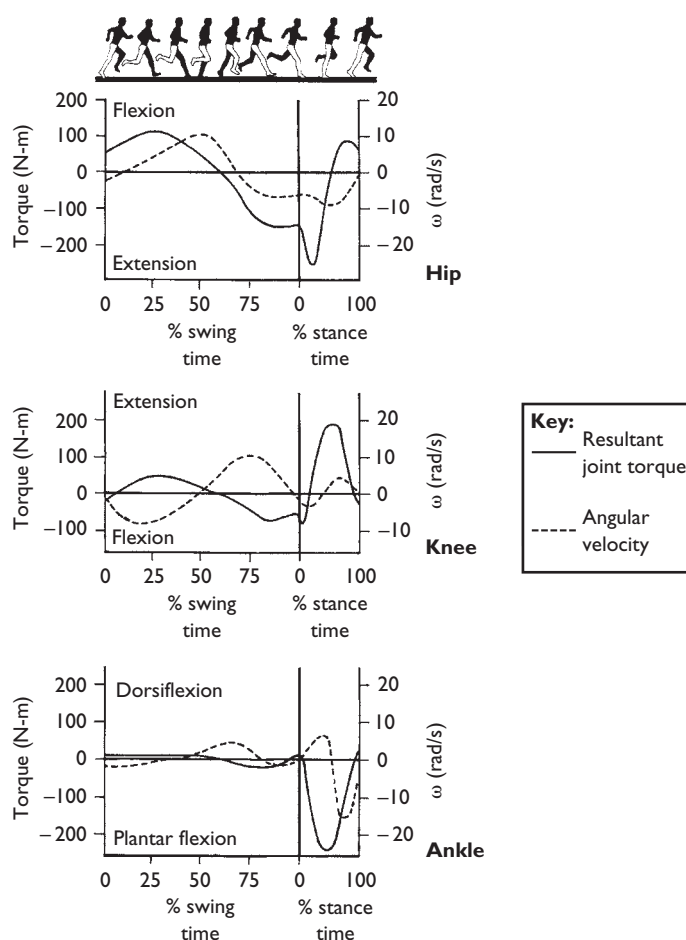 200
100
0
−100
−200
Torque (N-m)
Flexion
Extension
20
10
0
−10
−20
ω (rad/s)
Hip
0 25 50 75 0 100
% swing % stance
time time
200
100
0
−100
Torque (N-m)
Extension
Flexion
20
10
0
−10
ω (rad/s)
Knee
0 25 50 75 0 100
% swing % stance
time time
Key:
Resultant
joint torque
Angular
velocity
200
100
0
−100
−200
Torque (N-m)
Dorsiflexion
Plantar flexion
20
10
0
−10
−20
ω (rad/s)
Ankle
0 25 50 75 0 100
% swing % stance
time time